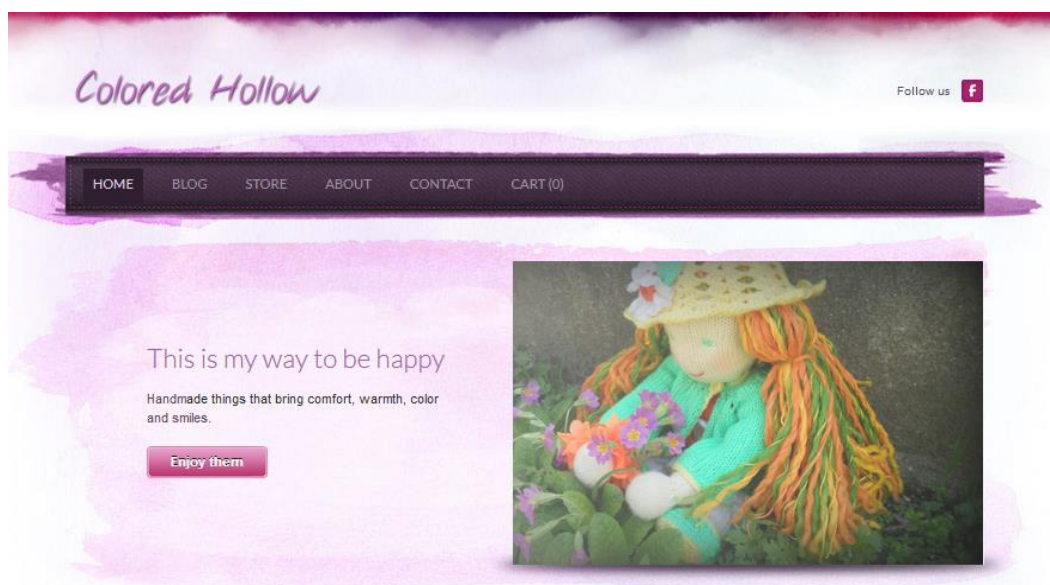 Colored Hollow
Follow us
HOME BLOG STORE ABOUT CONTACT CART (0)
This is my way to be happy
Handmade things that bring comfort, warmth, color
and smiles.
Enjoy them